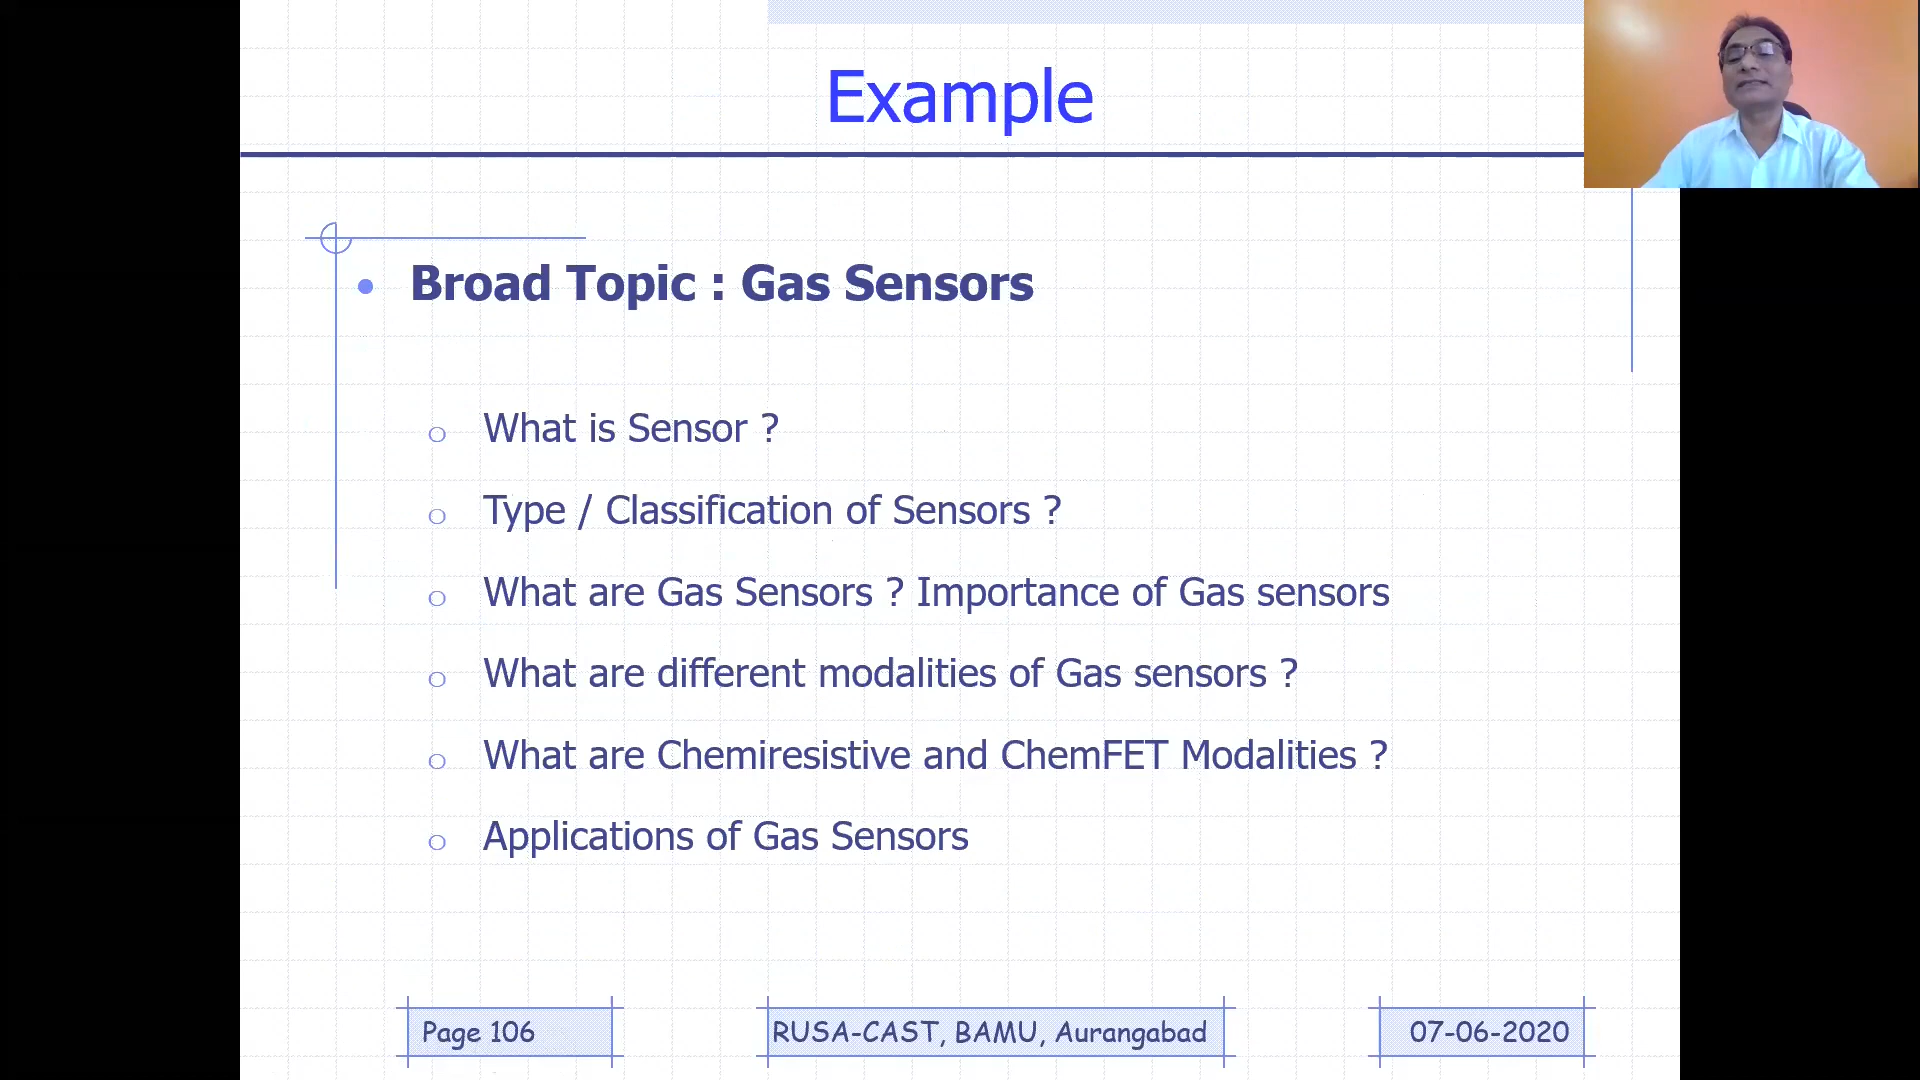 Example
Broad Topic : Gas Sensors
What is Sensor ?
Type / Classification of Sensors ?
What are Gas Sensors ? Importance of Gas sensors
What are different modalities of Gas sensors ?
What are Chemiresistive and ChemFET Modalities ?
Applications of Gas Sensors
Page 106
RUSA-CAST, BAMU, Aurangabad
07-06-2020